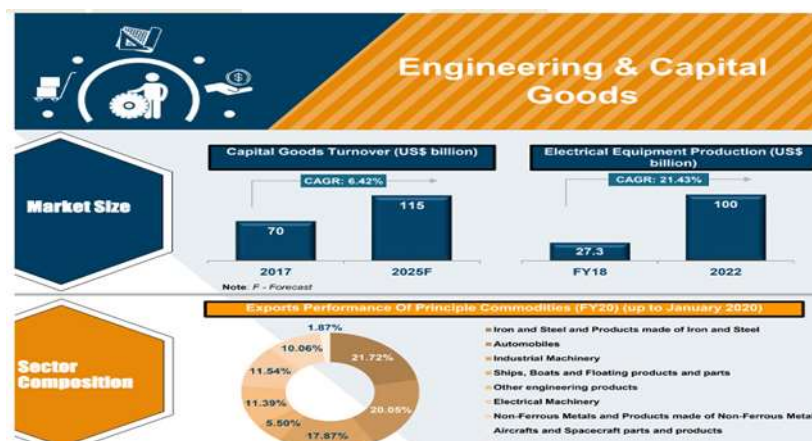 Engineering & Capital
Goods
Market Size
Capital Goods Turnover (US$ billion)
CAGR: 6.42%
70
115
2017
2025F
Note: F - Forecast
Electrical Equipment Production (US$
billion)
CAGR: 21.43%
27.3
100
FY18
2022
Exports Performance Of Principle Commodities (FY20) (up to January 2020)
Sector
Composition
1.87%
10.06%
11.54%
11.39%
5.50%
17.87%
20.05%
21.72%
Iron and Steel and Products made of Iron and Steel
Automobiles
Industrial Machinery
Ships, Boats and Floating products and parts
Other engineering products
Electrical Machinery
Non-Ferrous Metals and Products made of Non-Ferrous Meta
Aircrafts and Spacecraft parts and products